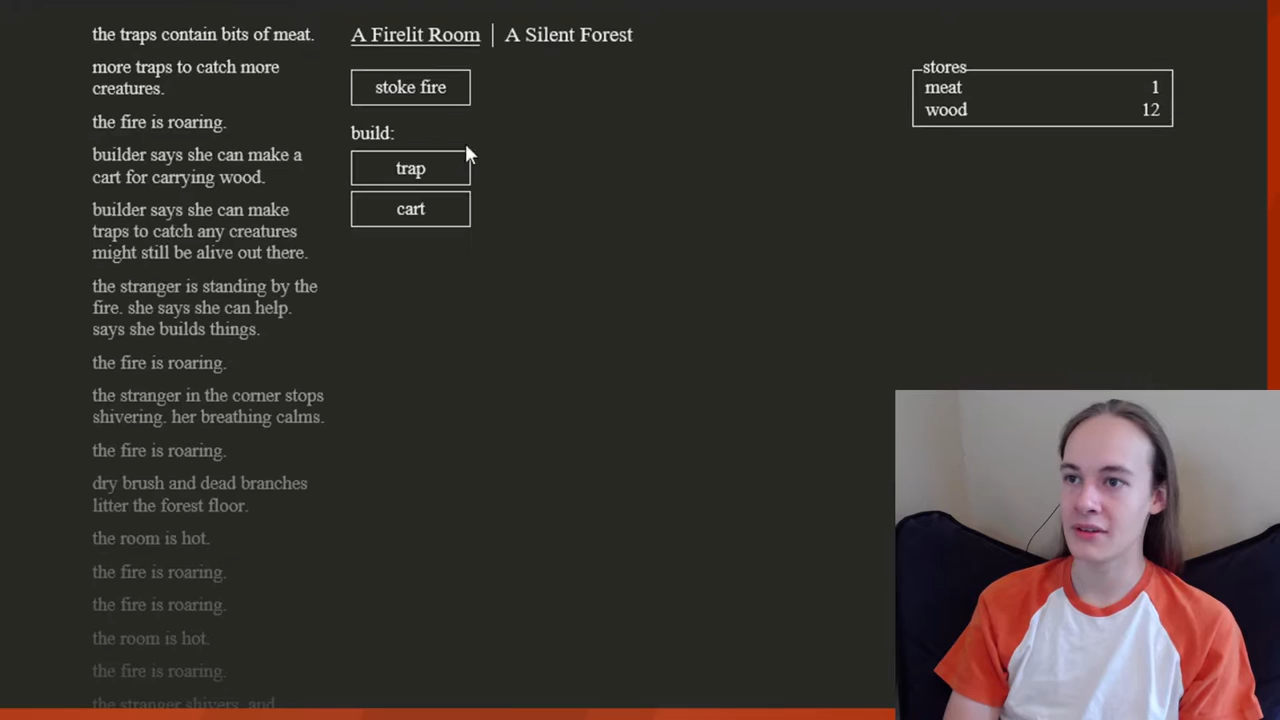 the traps contain bits of meat.
more traps to catch more
creatures.
the fire is roaring.
builder says she can make a
cart for carrying wood.
builder says she can make
traps to catch any creatures
might still be alive out there.
the stranger is standing by the
fire. she says she can help.
says she builds things.
the fire is roaring.
the stranger in the corner stops
shivering. her breathing calms.
the fire is roaring.
dry brush and dead branches
litter the forest floor.
the room is hot.
the fire is roaring.
the fire is roaring.
the room is hot.
the fire is roaring.
the stranger shivers, and
A Firelit Room | A Silent Forest
stoke fire
build:
trap
cart
stores
meat 1
wood 12